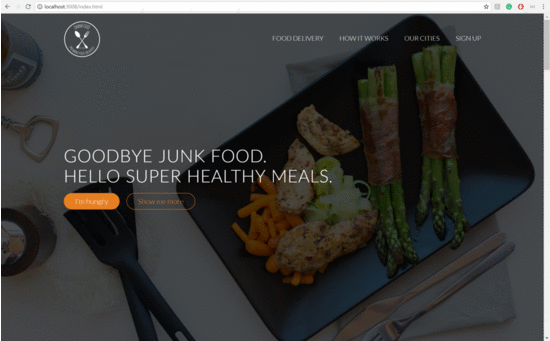 localhost:3000/index.html
FOOD DELIVERY HOW IT WORKS OUR CITIES SIGN UP
GOODBYE JUNK FOOD.
HELLO SUPER HEALTHY MEALS.
I'm hungry Show me more